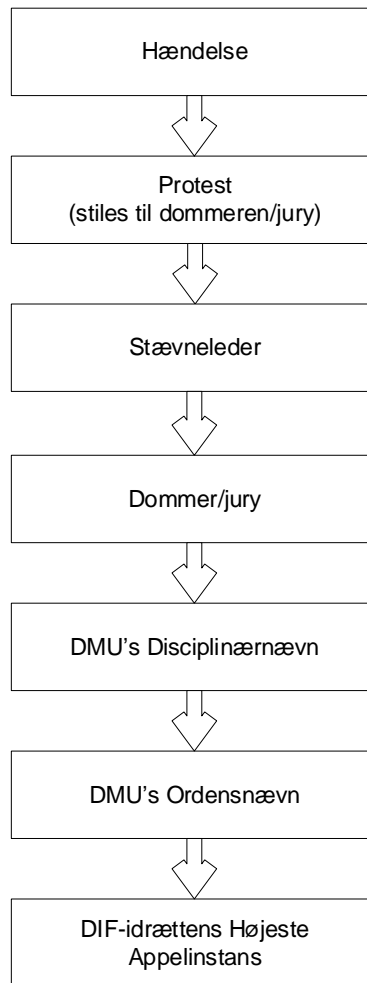 Hændelse
Protest
(stiles til dommeren/jury)
Stævneleder
Dommer/jury
DMU's Disciplinærnævn
DMU's Ordensnævn
DIF-idrættens Højeste
Appelinstans